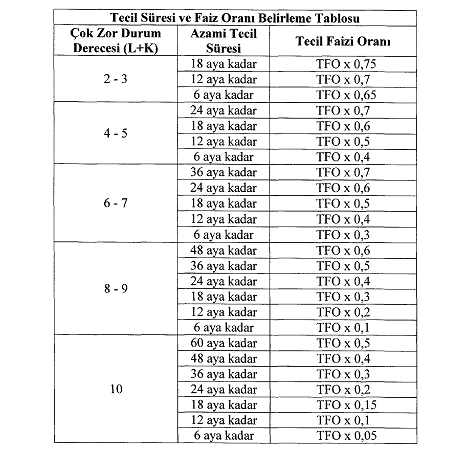 Tecil Süresi ve Faiz Oranı Belirleme Tablosu
Çok Zor Durum Derecesi (L+K) Azami Tecil Süresi Tecil Faizi Oranı
2 - 3
18 aya kadar TFO x 0,75
12 aya kadar TFO x 0,7
6 aya kadar TFO x 0,65
4 - 5
24 aya kadar TFO x 0,7
18 aya kadar TFO x 0,6
12 aya kadar TFO x 0,5
6 aya kadar TFO x 0,4
6 - 7
36 aya kadar TFO x 0,7
24 aya kadar TFO x 0,6
18 aya kadar TFO x 0,5
12 aya kadar TFO x 0,4
6 aya kadar TFO x 0,3
8 - 9
48 aya kadar TFO x 0,6
36 aya kadar TFO x 0,5
24 aya kadar TFO x 0,4
18 aya kadar TFO x 0,3
12 aya kadar TFO x 0,2
6 aya kadar TFO x 0,1
10
60 aya kadar TFO x 0,5
48 aya kadar TFO x 0,4
36 aya kadar TFO x 0,3
24 aya kadar TFO x 0,2
18 aya kadar TFO x 0,15
12 aya kadar TFO x 0,1
6 aya kadar TFO x 0,05